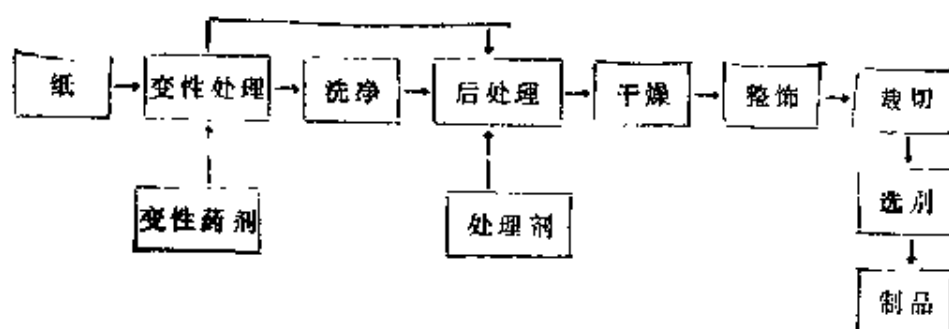 纸 变性处理 洗净 后处理 干燥 整饰 裁切
变性药剂 处理剂 选别
制品